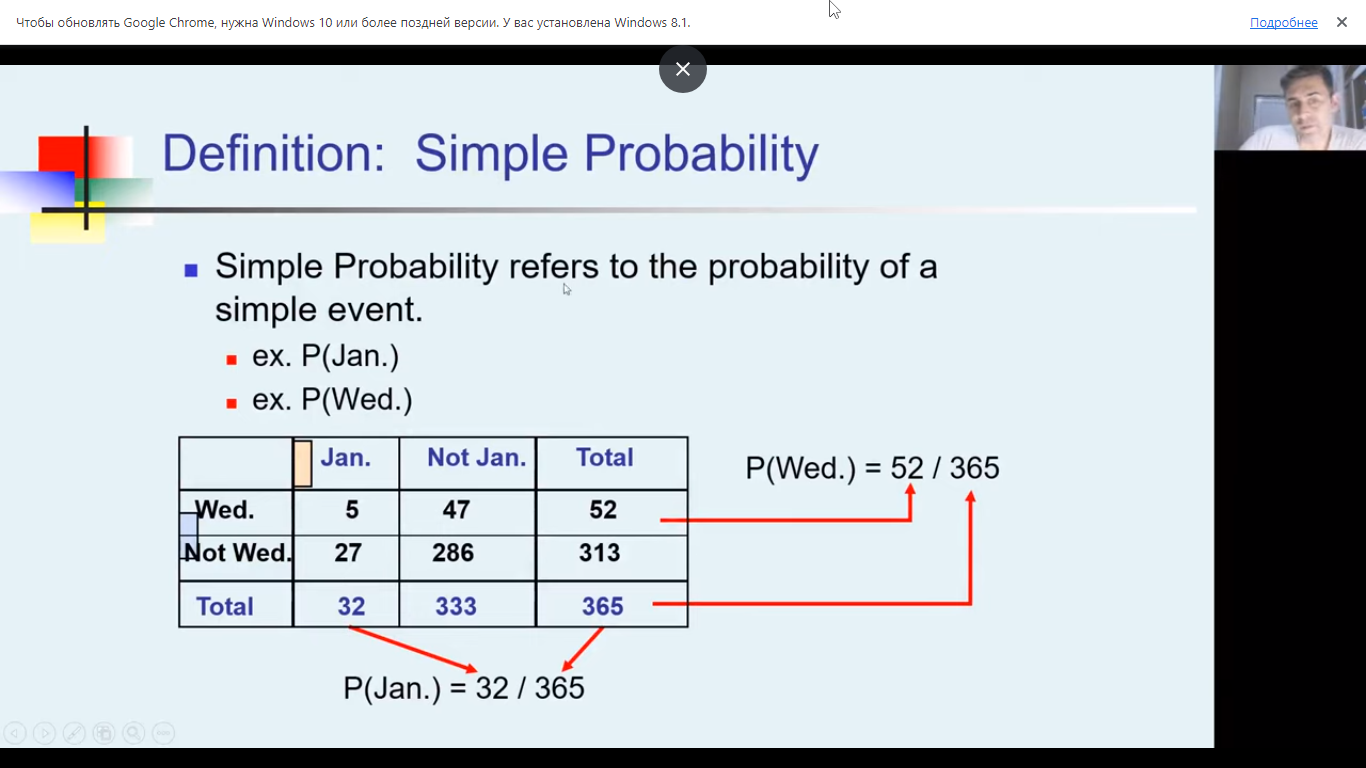 Чтобы обновлять Google Chrome, нужна Windows 10 или более поздней версии. У вас установлена Windows 8.1.
Подробнее
Definition: Simple Probability
Simple Probability refers to the probability of a
simple event.
ex. P(Jan.)
ex. P(Wed.)
Jan. Not Jan. Total
Wed. 5 47 52
Not Wed. 27 286 313
Total 32 333 365
P(Wed.) = 52 / 365
P(Jan.) = 32 / 365